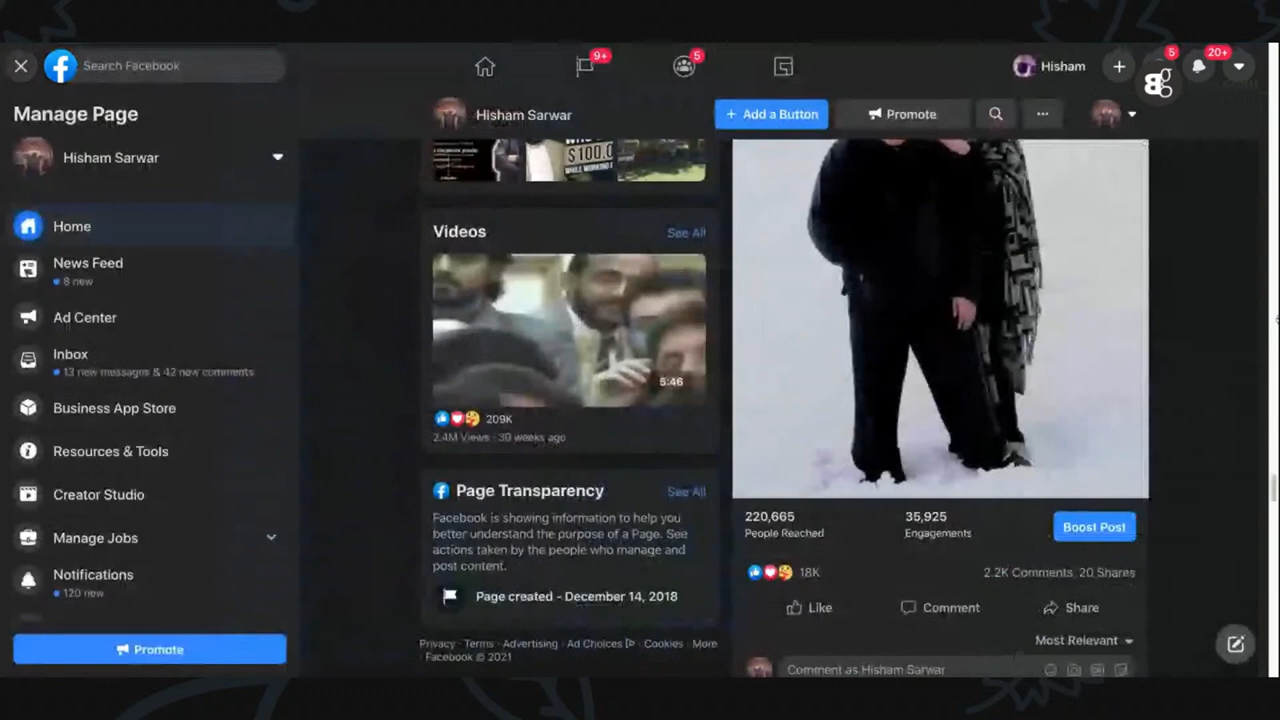 Search Facebook
9+
5
Hisham
5
20+
Manage Page
Hisham Sarwar
Home
News Feed
8 new
Ad Center
Inbox
13 new messages & 42 new comments
Business App Store
Resources & Tools
Creator Studio
Manage Jobs
Notifications
120 new
Promote
Hisham Sarwar
+ Add a Button
Promote
$100.0
WHILE WORKING
Videos
See All
5:46
209K
2.4M Views · 30 weeks ago
Page Transparency
See All
Facebook is showing information to help you
better understand the purpose of a Page. See
actions taken by the people who manage and
post content.
Page created - December 14, 2018
Privacy · Terms · Advertising · Ad Choices · Cookies · More
· Facebook © 2021
220,665
People Reached
35,925
Engagements
Boost Post
18K
2.2K Comments 20 Shares
Like
Comment
Share
Most Relevant
Comment as Hisham Sarwar